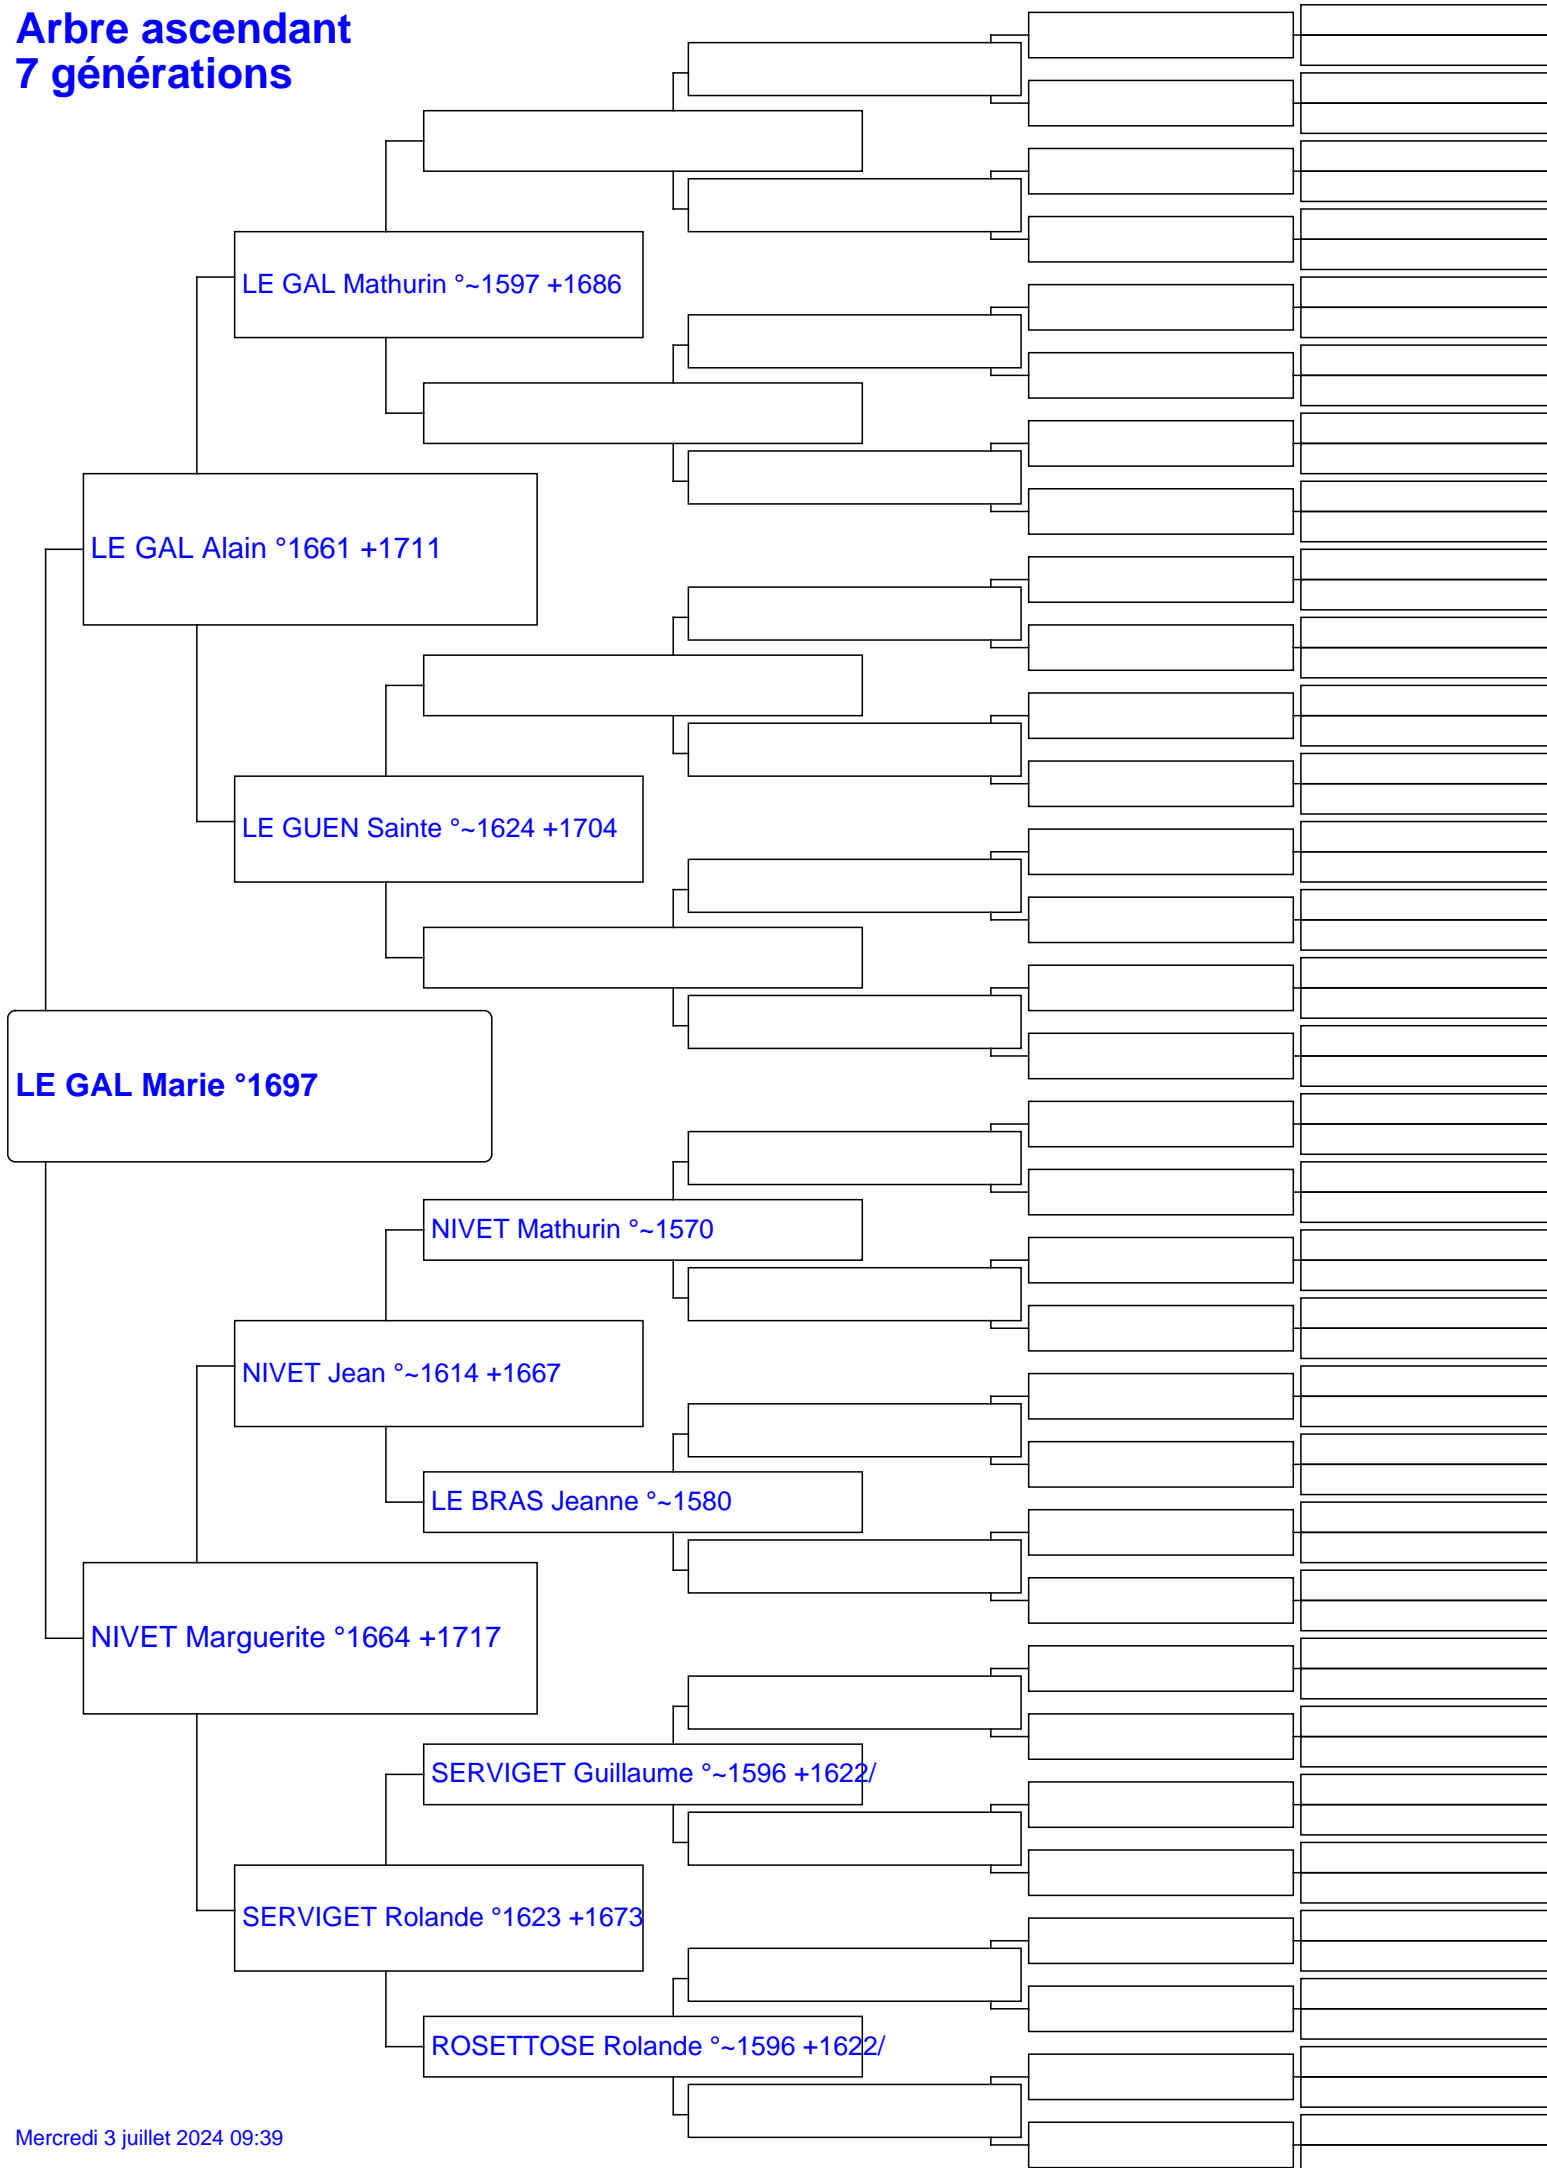 Arbre ascendant
7 générations
LE GAL Mathurin °~1597 +1686
LE GAL Alain °1661 +1711
LE GUEN Sainte °~1624 +1704
LE GAL Marie °1697
NIVET Mathurin °~1570
NIVET Jean °~1614 +1667
LE BRAS Jeanne °~1580
NIVET Marguerite °1664 +1717
SERVIGET Guillaume °~1596 +1622/
SERVIGET Rolande °1623 +1673
ROSETTOSE Rolande °~1596 +1622/
Mercredi 3 juillet 2024 09:39